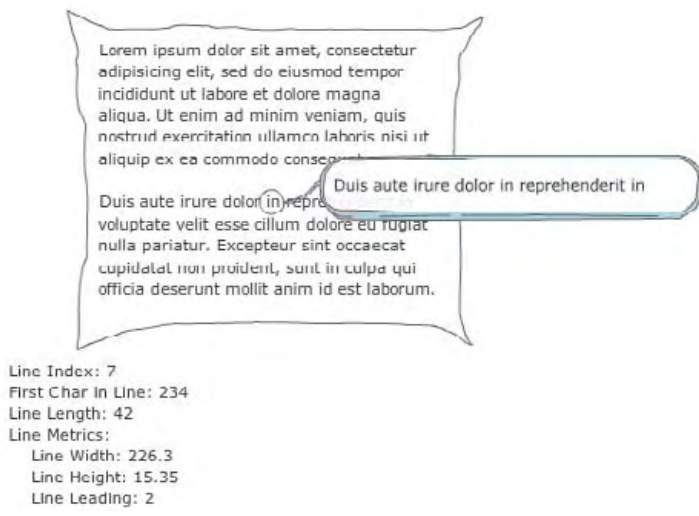 Lorem ipsum dolor sit amet, consectetur
adipisicing elit, sed do eiusmod tempor
incididunt ut labore et dolore magna
aliqua. Ut enim ad minim veniam, quis
nostrud exercitation ullamco laboris nisi ut
aliquip ex ea commodo
Duis aute irure dolor in
Duis aute irure dolor in reprehenderit in
voluptate velit esse cillum dolore eu fugiat
nulla pariatur. Excepteur sint occaecat
cupidatat non proident, sunt in culpa qui
officia deserunt mollit anim id est laborum.
Line Index: 7
First Char in Line: 234
Line Length: 42
Line Metrics:
Line Width: 226.3
Line Height: 15.35
Line Leading: 2